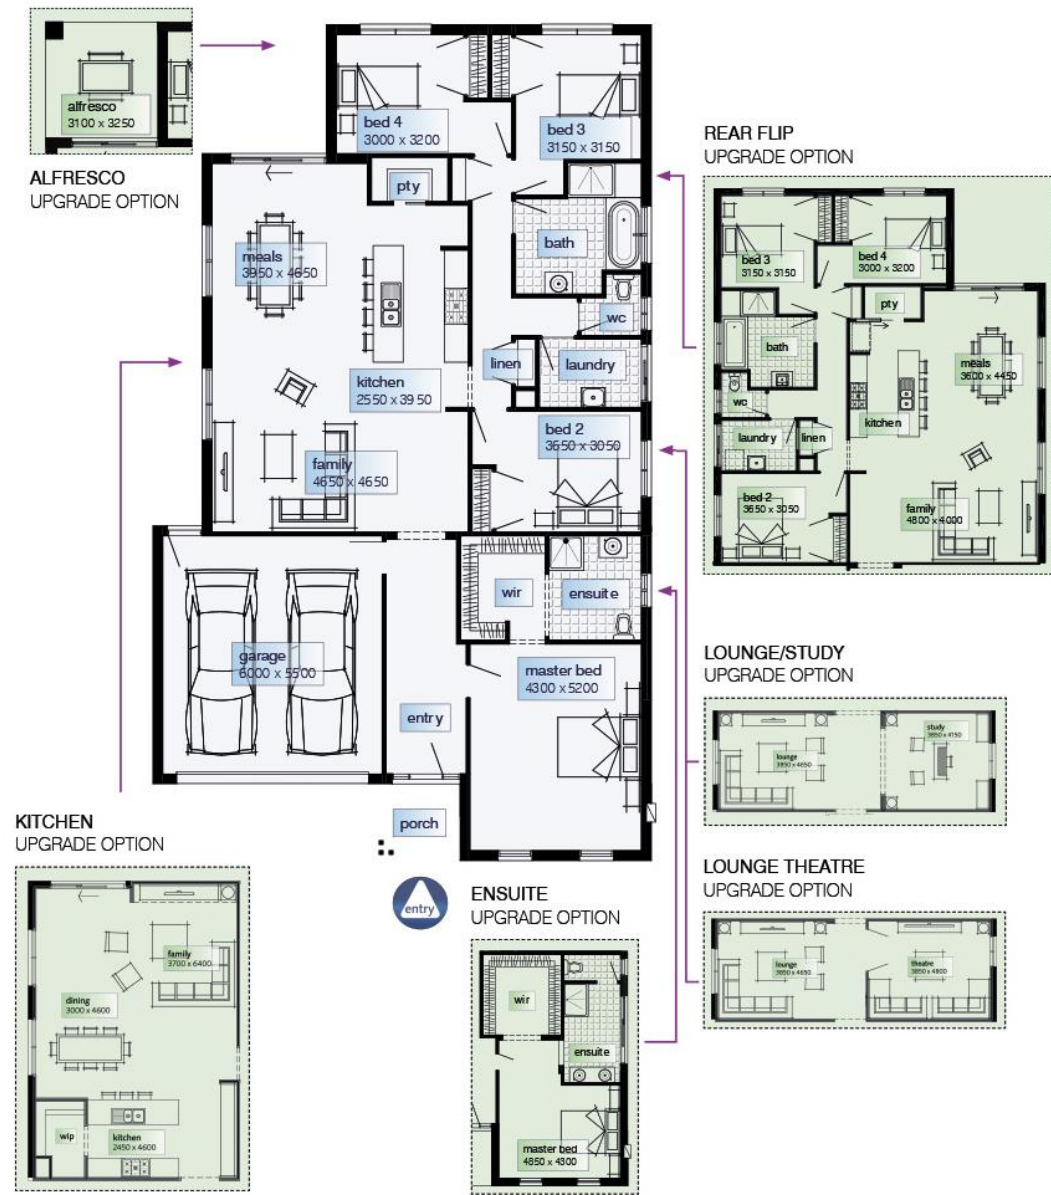 alfresco
3100 x 3250
ALFRESCO
UPGRADE OPTION
bed 4
3000 x 3200
bed 3
3150 x 3150
pty
meals
3950 x 4650
bath
wc
linen
laundry
kitchen
2550 x 3950
bed 2
3650 x 3050
family
4650 x 4650
wir
ensuite
garage
6000 x 5500
master bed
4300 x 5200
entry
porch
entry
REAR FLIP
UPGRADE OPTION
bed 3
3150 x 3150
bed 4
3000 x 3200
pty
bath
meals
3600 x 4450
wc
kitchen
laundry
linen
bed 2
3650 x 3050
family
4800 x 4000
LOUNGE/STUDY
UPGRADE OPTION
study
3850 x 4150
lounge
3850 x 4650
LOUNGE THEATRE
UPGRADE OPTION
lounge
3850 x 4650
theatre
3850 x 4800
KITCHEN
UPGRADE OPTION
family
3700 x 6400
dining
3000 x 4600
wip
kitchen
2450 x 4600
ENSUITE
UPGRADE OPTION
wir
ensuite
master bed
4850 x 4300